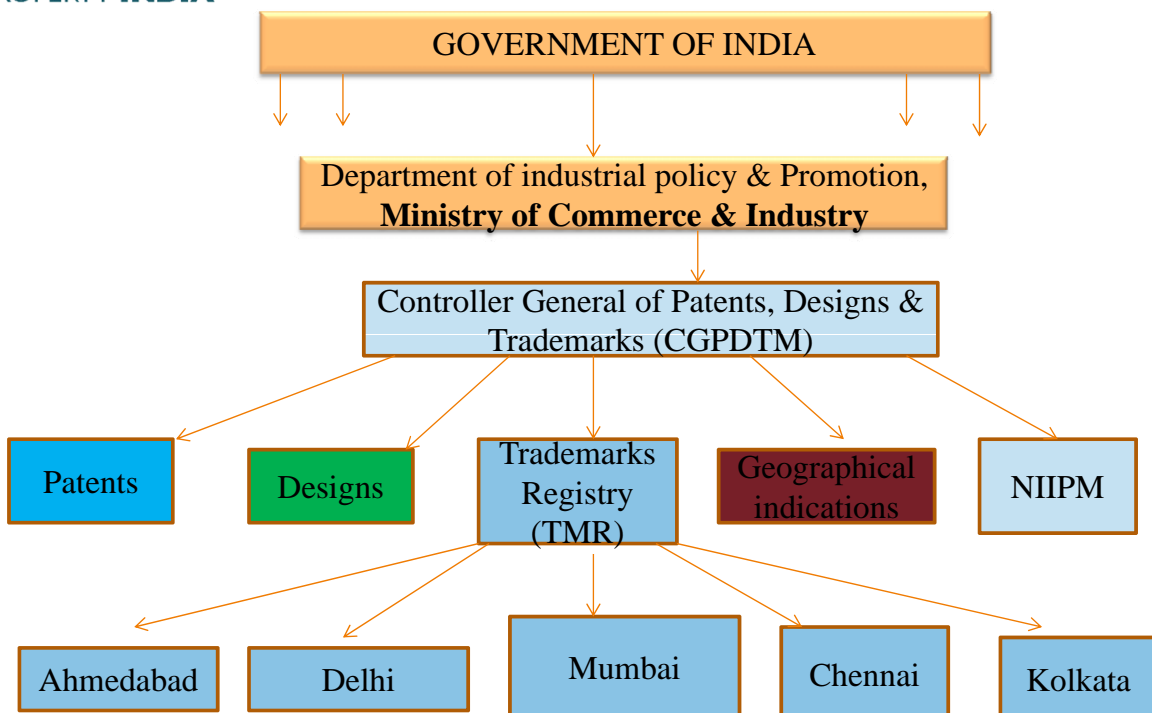 INDIA
GOVERNMENT OF INDIA
Department of industrial policy & Promotion,
Ministry of Commerce & Industry
Controller General of Patents, Designs &
Trademarks (CGPDTM)
Patents
Designs
Trademarks
Registry
(TMR)
Geographical
indications
NIIPM
Ahmedabad
Delhi
Mumbai
Chennai
Kolkata